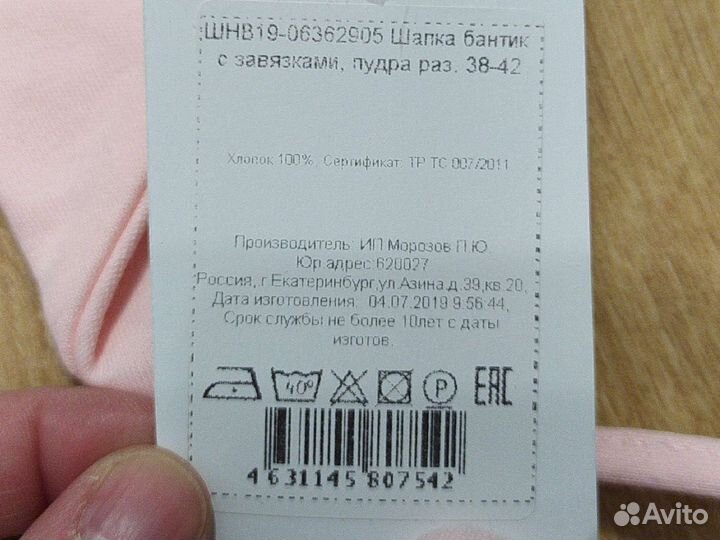 ШНВ19-06362905 Шапка бантик
с завязками, пудра раз. 38-42
Хлопок 100%, Сертификат: ТР ТС 007/2011
Производитель: ИП Морозов П.Ю.
Юр.адрес:620027
Россия, г.Екатеринбург,ул.Азина.д.39,кв.20,
Дата изготовления: 04.07.2019 9:56:44,
Срок службы не более 10лет с даты
изготов.
40°
P
EAC
4 631145 807542
Avito